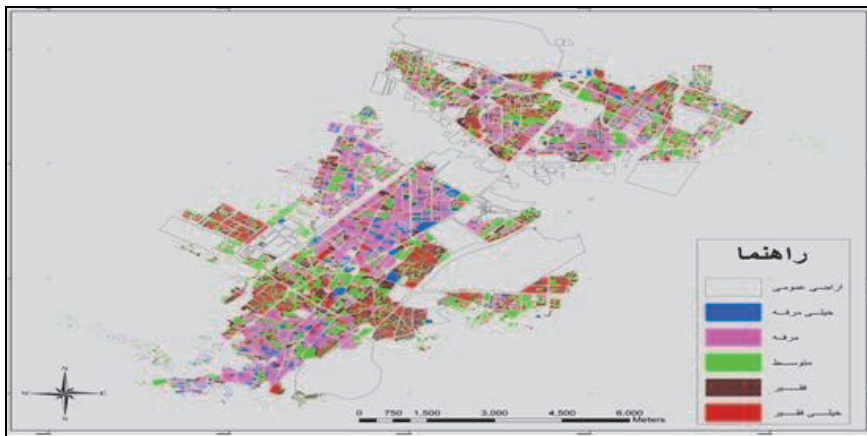 راهنما
اراضی عمومی
خیلی مرفه
مرفه
متوسط
فقیر
خیلی فقیر
N
W E
S
0 750 1,500 3,000 4,500 6,000
Meters